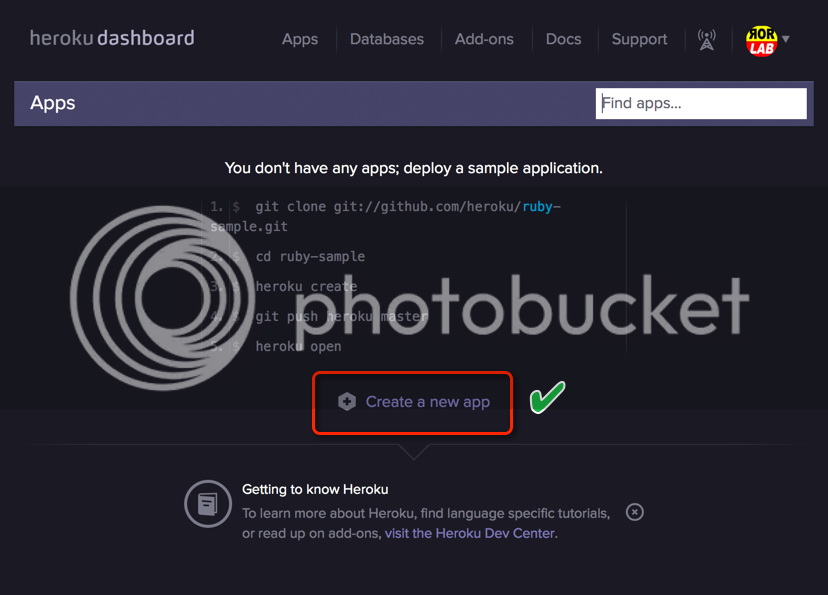 heroku dashboard
Apps Databases Add-ons Docs Support
ROR
LAB
Apps
Find apps...
You don't have any apps; deploy a sample application.
1. $ git clone git://github.com/heroku/ruby-
sample.git
2. $ cd ruby-sample
3. $ heroku create
4. $ git push heroku master
5. $ heroku open
photobucket
Create a new app
Getting to know Heroku
To learn more about Heroku, find language specific tutorials,
or read up on add-ons, visit the Heroku Dev Center.